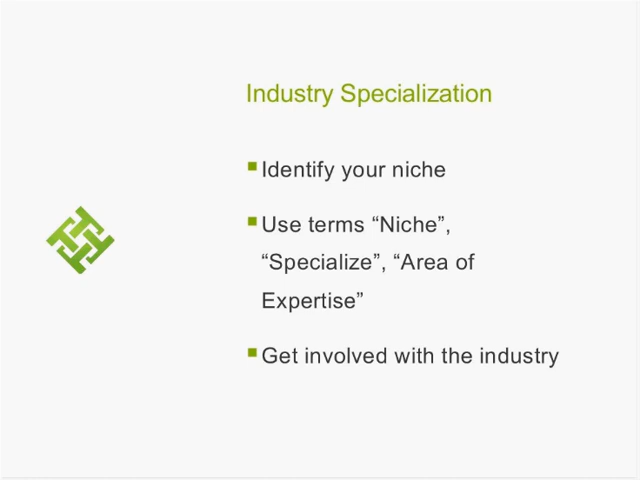 Industry Specialization
Identify your niche
Use terms “Niche”,
“Specialize”, “Area of
Expertise”
Get involved with the industry